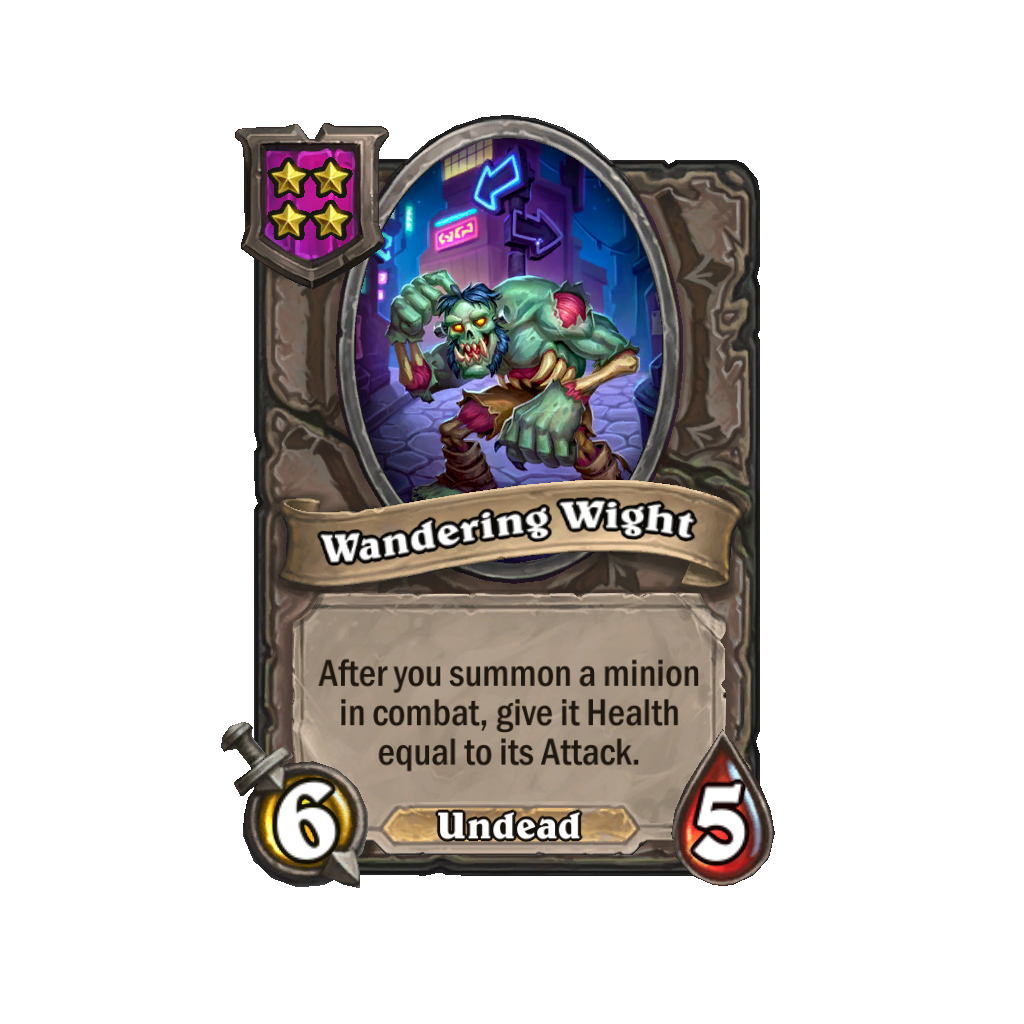 Wandering Wight
After you summon a minion
in combat, give it Health
equal to its Attack.
6
Undead
5